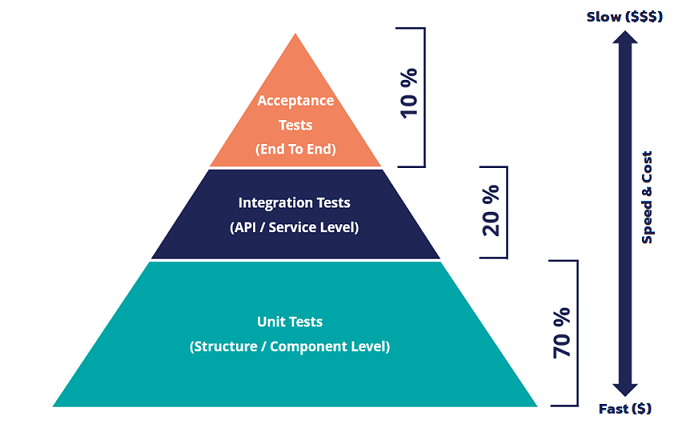 Slow ($$$)
Acceptance
Tests
(End To End)
10 %
Integration Tests
(API / Service Level)
20 %
Speed & Cost
Unit Tests
(Structure / Component Level)
70 %
Fast ($)